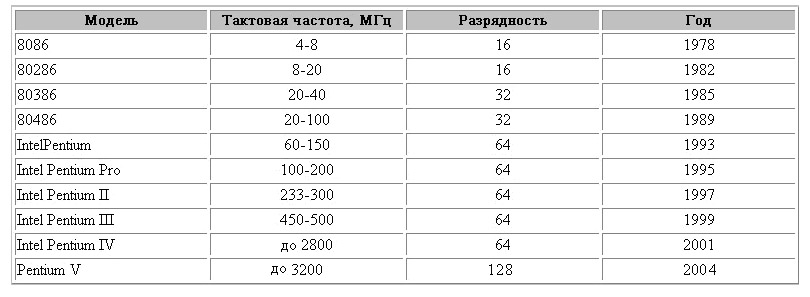 Модель Тактовая частота, МГц Разрядность Год
8086 4-8 16 1978
80286 8-20 16 1982
80386 20-40 32 1985
80486 20-100 32 1989
IntelPentium 60-150 64 1993
Intel Pentium Pro 100-200 64 1995
Intel Pentium II 233-300 64 1997
Intel Pentium III 450-500 64 1999
Intel Pentium IV до 2800 64 2001
Pentium V до 3200 128 2004